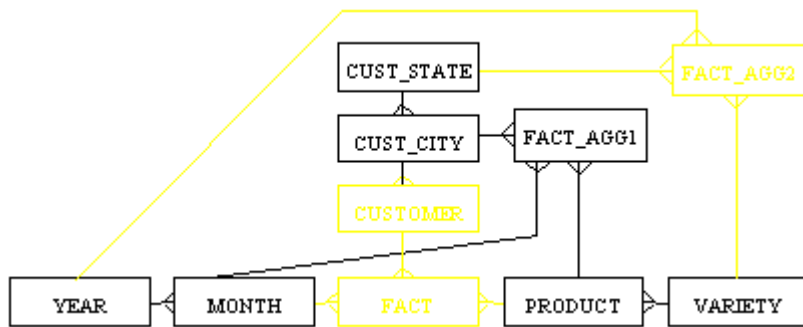 CUST_STATE
FACT_AGG2
CUST_CITY
FACT_AGG1
CUSTOMER
YEAR
MONTH
FACT
PRODUCT
VARIETY